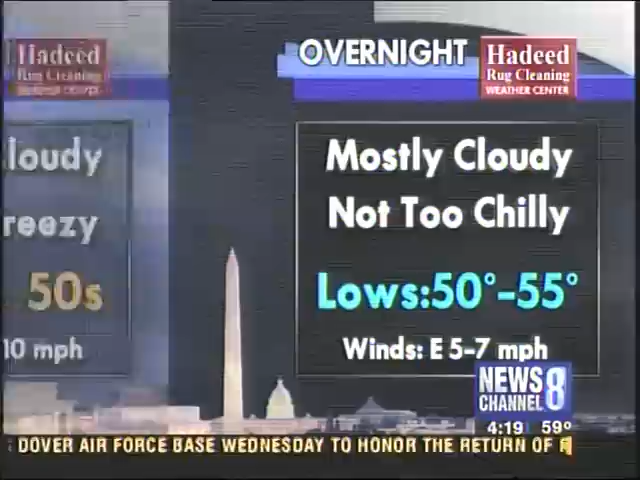 Hadeed
Rug Cleaning
WEATHER CENTER
loudy
reezy
50s
10 mph
OVERNIGHT
Hadeed
Rug Cleaning
WEATHER CENTER
Mostly Cloudy
Not Too Chilly
Lows:50°-55°
Winds: E 5-7 mph
NEWS
CHANNEL 8
4:19 59°
DOVER AIR FORCE BASE WEDNESDAY TO HONOR THE RETURN OF